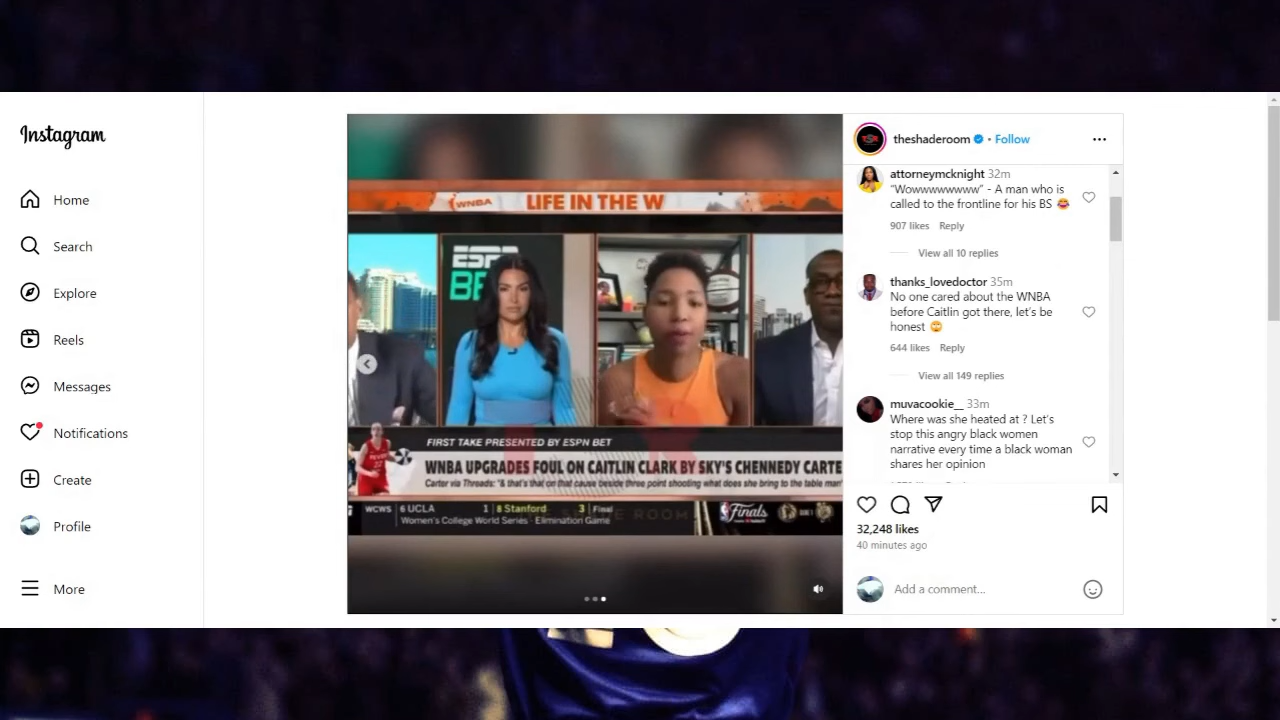 Instagram
Home
Search
Explore
Reels
Messages
Notifications
Create
Profile
More
WNBA LIFE IN THE W
ESPN
BE
FIRST TAKE PRESENTED BY ESPN BET
WNBA UPGRADES FOUL ON CAITLIN CLARK BY SKY'S CHENNEDY CARTE
Carter via Threads: "& that's that on that cause beside three point shooting what does she bring to the table man"
WCWS 6 UCLA 1 8 Stanford 3 Final
Women's College World Series - Elimination Game
Finals
ROOM
theshaderoom • Follow
attorneymcknight 32m
“Wowwwwwwww” - A man who is
called to the frontline for his BS 😂
907 likes Reply
View all 10 replies
thanks_lovedoctor 35m
No one cared about the WNBA
before Caitlin got there, let’s be
honest 🙄
644 likes Reply
View all 149 replies
muvacookie__ 33m
Where was she heated at ? Let’s
stop this angry black women
narrative every time a black woman
shares her opinion
32,248 likes
40 minutes ago
Add a comment...